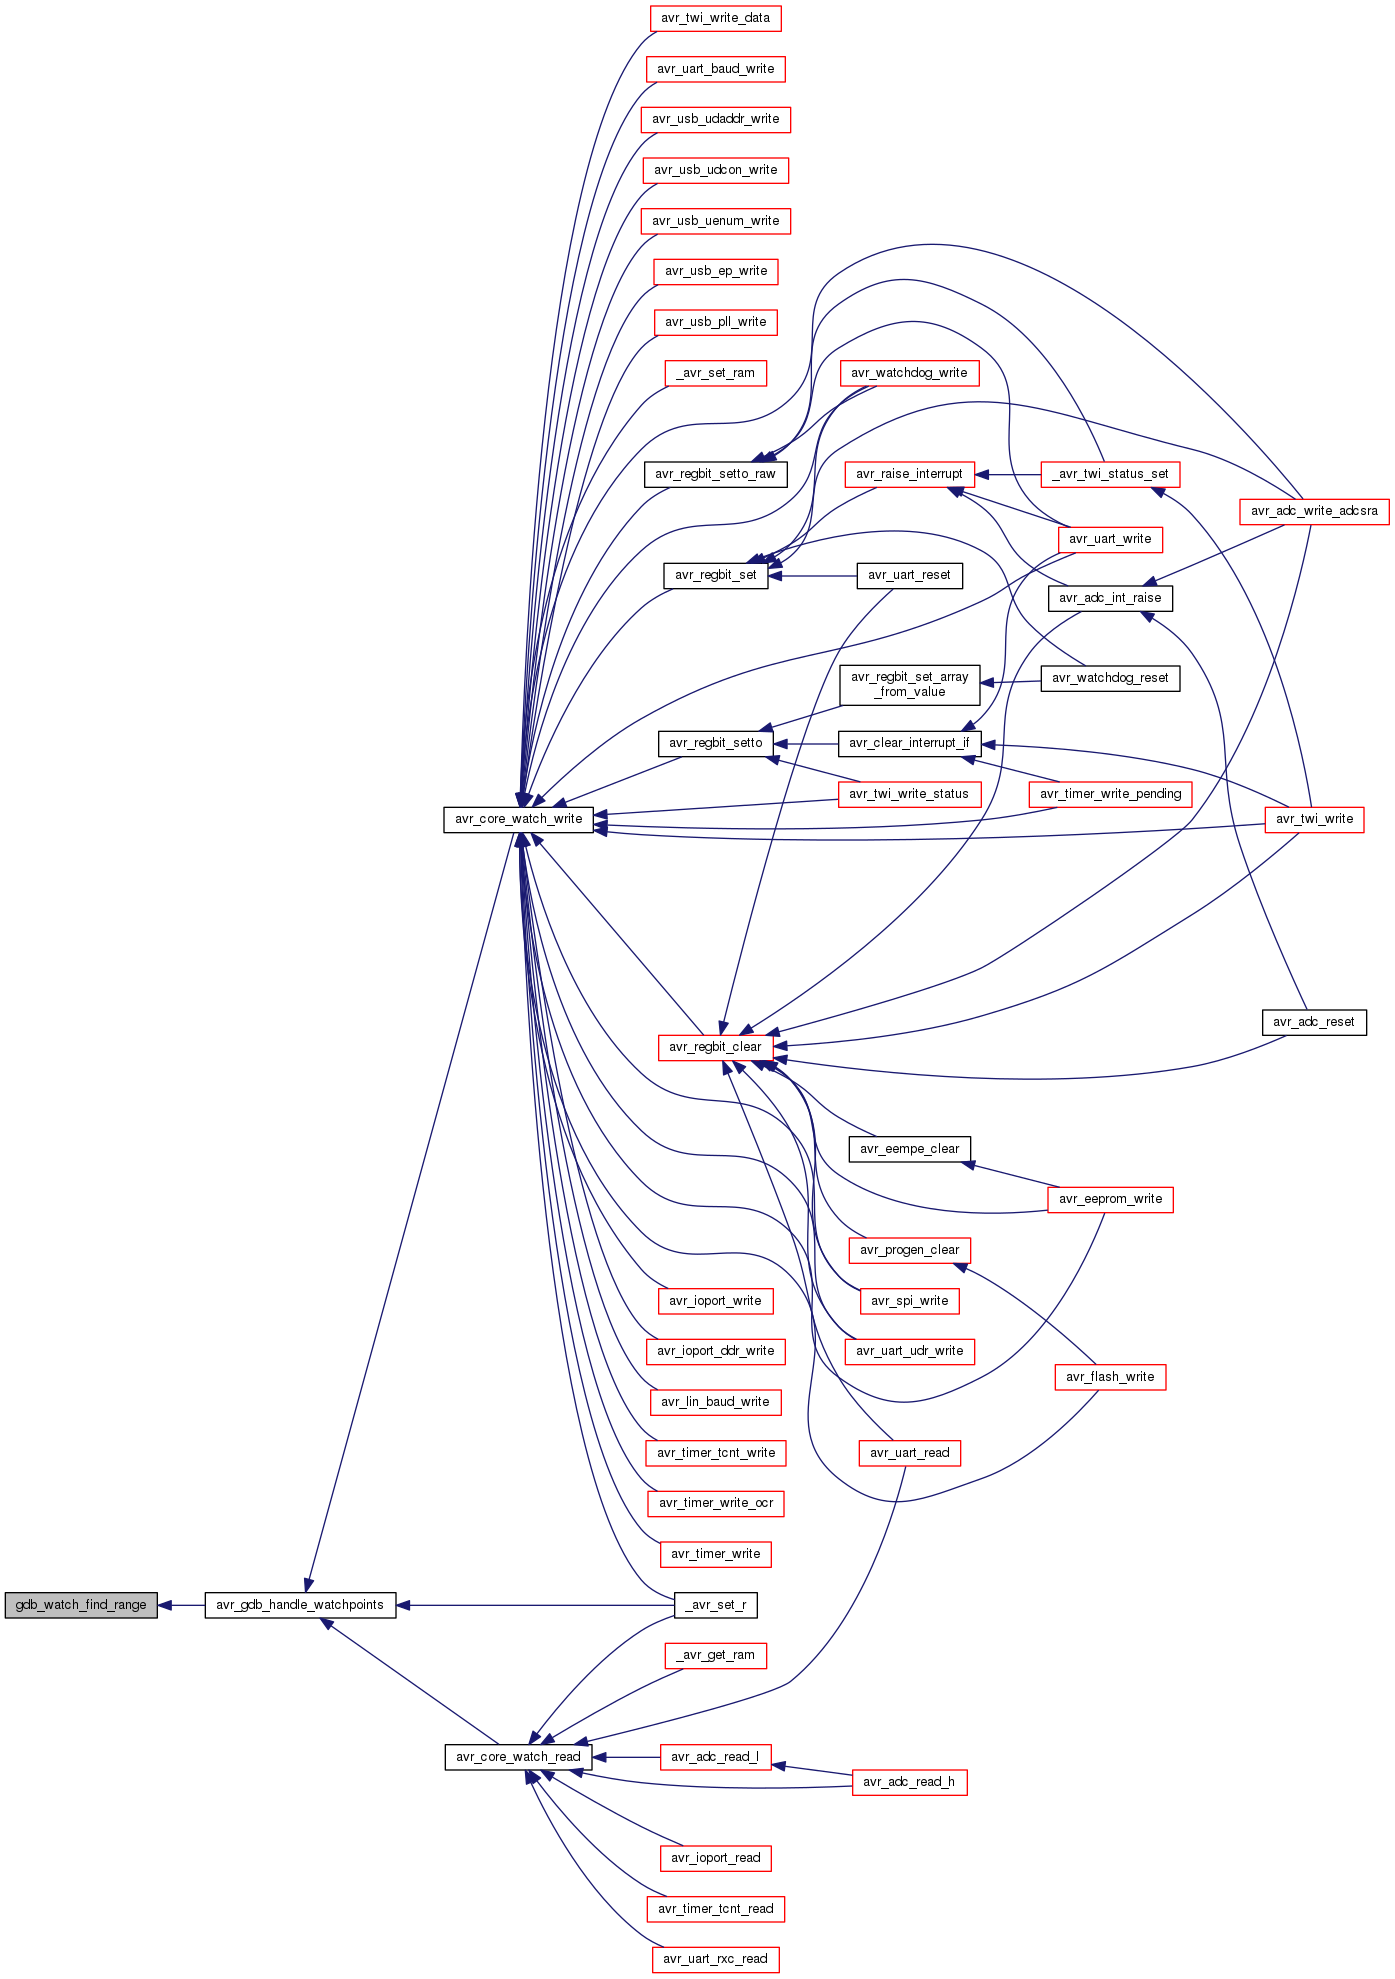 avr_twi_write_data
avr_uart_baud_write
avr_usb_udaddr_write
avr_usb_udcon_write
avr_usb_uenum_write
avr_usb_ep_write
avr_usb_pll_write
_avr_set_ram
avr_watchdog_write
avr_regbit_setto_raw
avr_raise_interrupt
_avr_twi_status_set
avr_adc_write_adcsra
avr_uart_write
avr_regbit_set
avr_uart_reset
avr_adc_int_raise
avr_regbit_set_array
_from_value
avr_watchdog_reset
avr_regbit_setto
avr_clear_interrupt_if
avr_twi_write_status
avr_timer_write_pending
avr_core_watch_write
avr_twi_write
avr_adc_reset
avr_regbit_clear
avr_eempe_clear
avr_eeprom_write
avr_progen_clear
avr_ioport_write
avr_spi_write
avr_ioport_ddr_write
avr_uart_udr_write
avr_flash_write
avr_lin_baud_write
avr_timer_tcnt_write
avr_uart_read
avr_timer_write_ocr
avr_timer_write
gdb_watch_find_range
avr_gdb_handle_watchpoints
_avr_set_r
_avr_get_ram
avr_core_watch_read
avr_adc_read_l
avr_adc_read_h
avr_ioport_read
avr_timer_tcnt_read
avr_uart_rxc_read